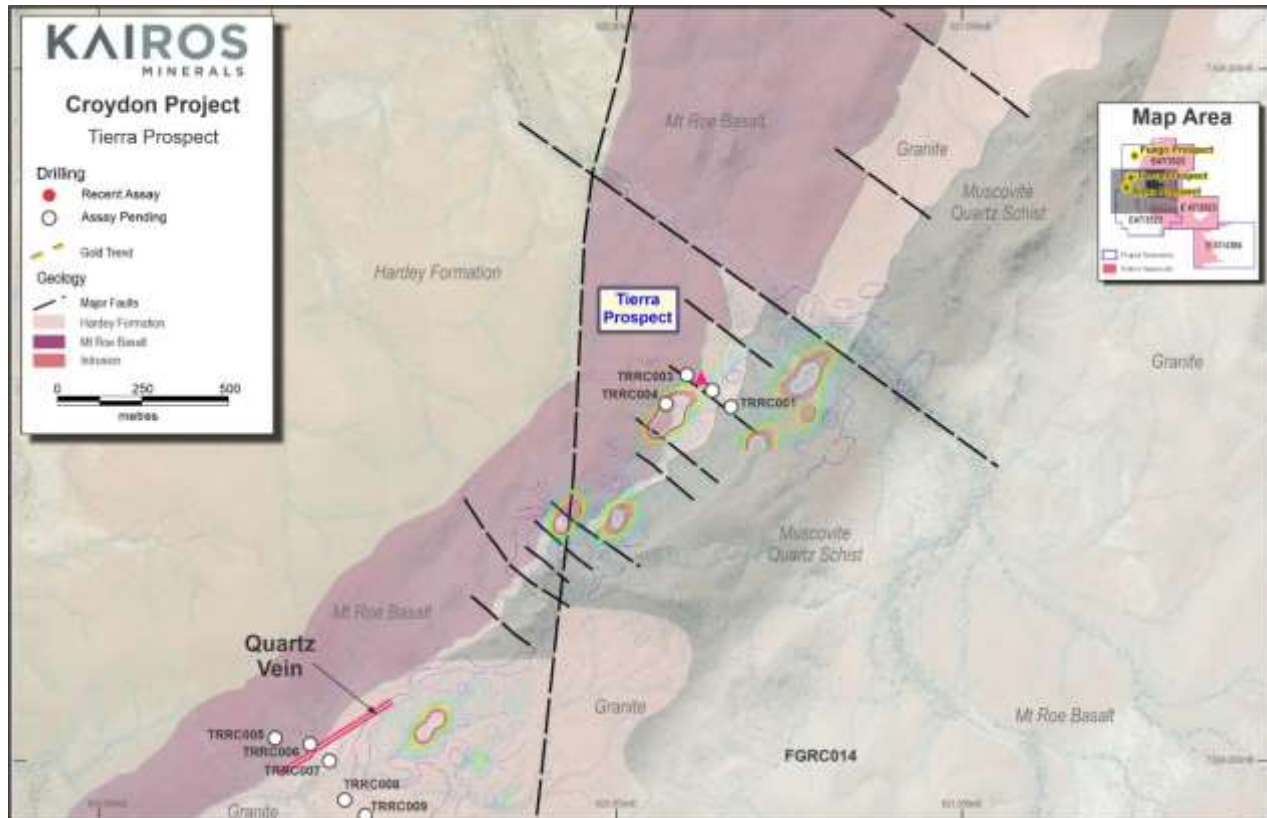 KAIROS
MINERALS
Croydon Project
Tierra Prospect
Drilling
Recent Assay
Assay Pending
Gold Trend
Geology
Major Faults
Hardey Formation
Mt Roe Basalt
Intrusion
0 250 500
metres
Map Area
Fuego Prospect
Mt Roe Basalt
Granite
Muscovite
Quartz Schist
Hardey Formation
Tierra
Prospect
Granite
TRRC003
TRRC004
TRRC001
Muscovite
Quartz Schist
Mt Roe Basalt
Quartz
Vein
Granite
Mt Roe Basalt
TRRC005
TRRC006
TRRC007
FGRC014
TRRC008
TRRC009
Granite